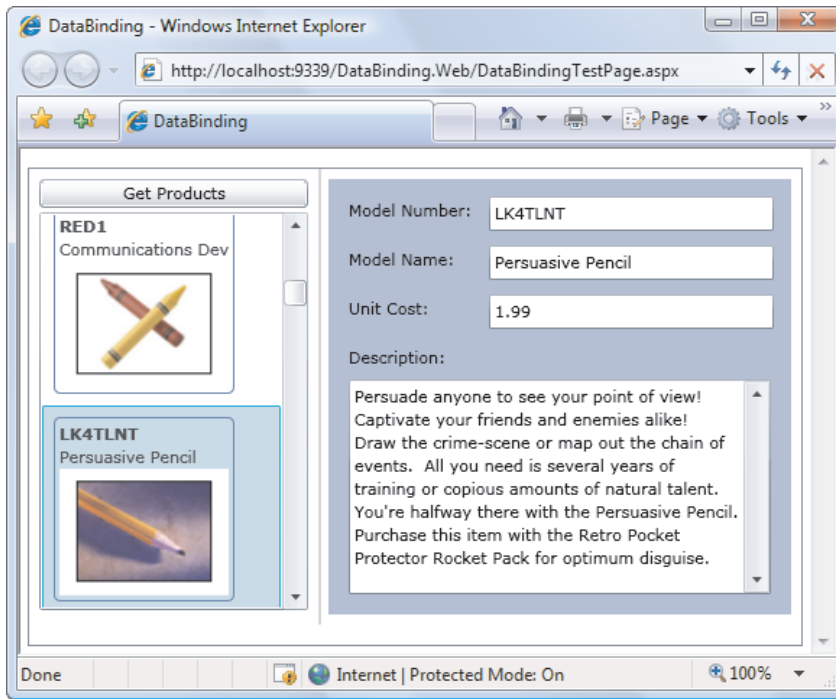 DataBinding - Windows Internet Explorer
http://localhost:9339/DataBinding.Web/DataBindingTestPage.aspx
DataBinding
Page
Tools
Get Products
RED1
Communications Dev
LK4TLNT
Persuasive Pencil
Model Number:
LK4TLNT
Model Name:
Persuasive Pencil
Unit Cost:
1.99
Description:
Persuade anyone to see your point of view!
Captivate your friends and enemies alike!
Draw the crime-scene or map out the chain of
events.  All you need is several years of
training or copious amounts of natural talent.
You're halfway there with the Persuasive Pencil.
Purchase this item with the Retro Pocket
Protector Rocket Pack for optimum disguise.
Done
Internet | Protected Mode: On
100%